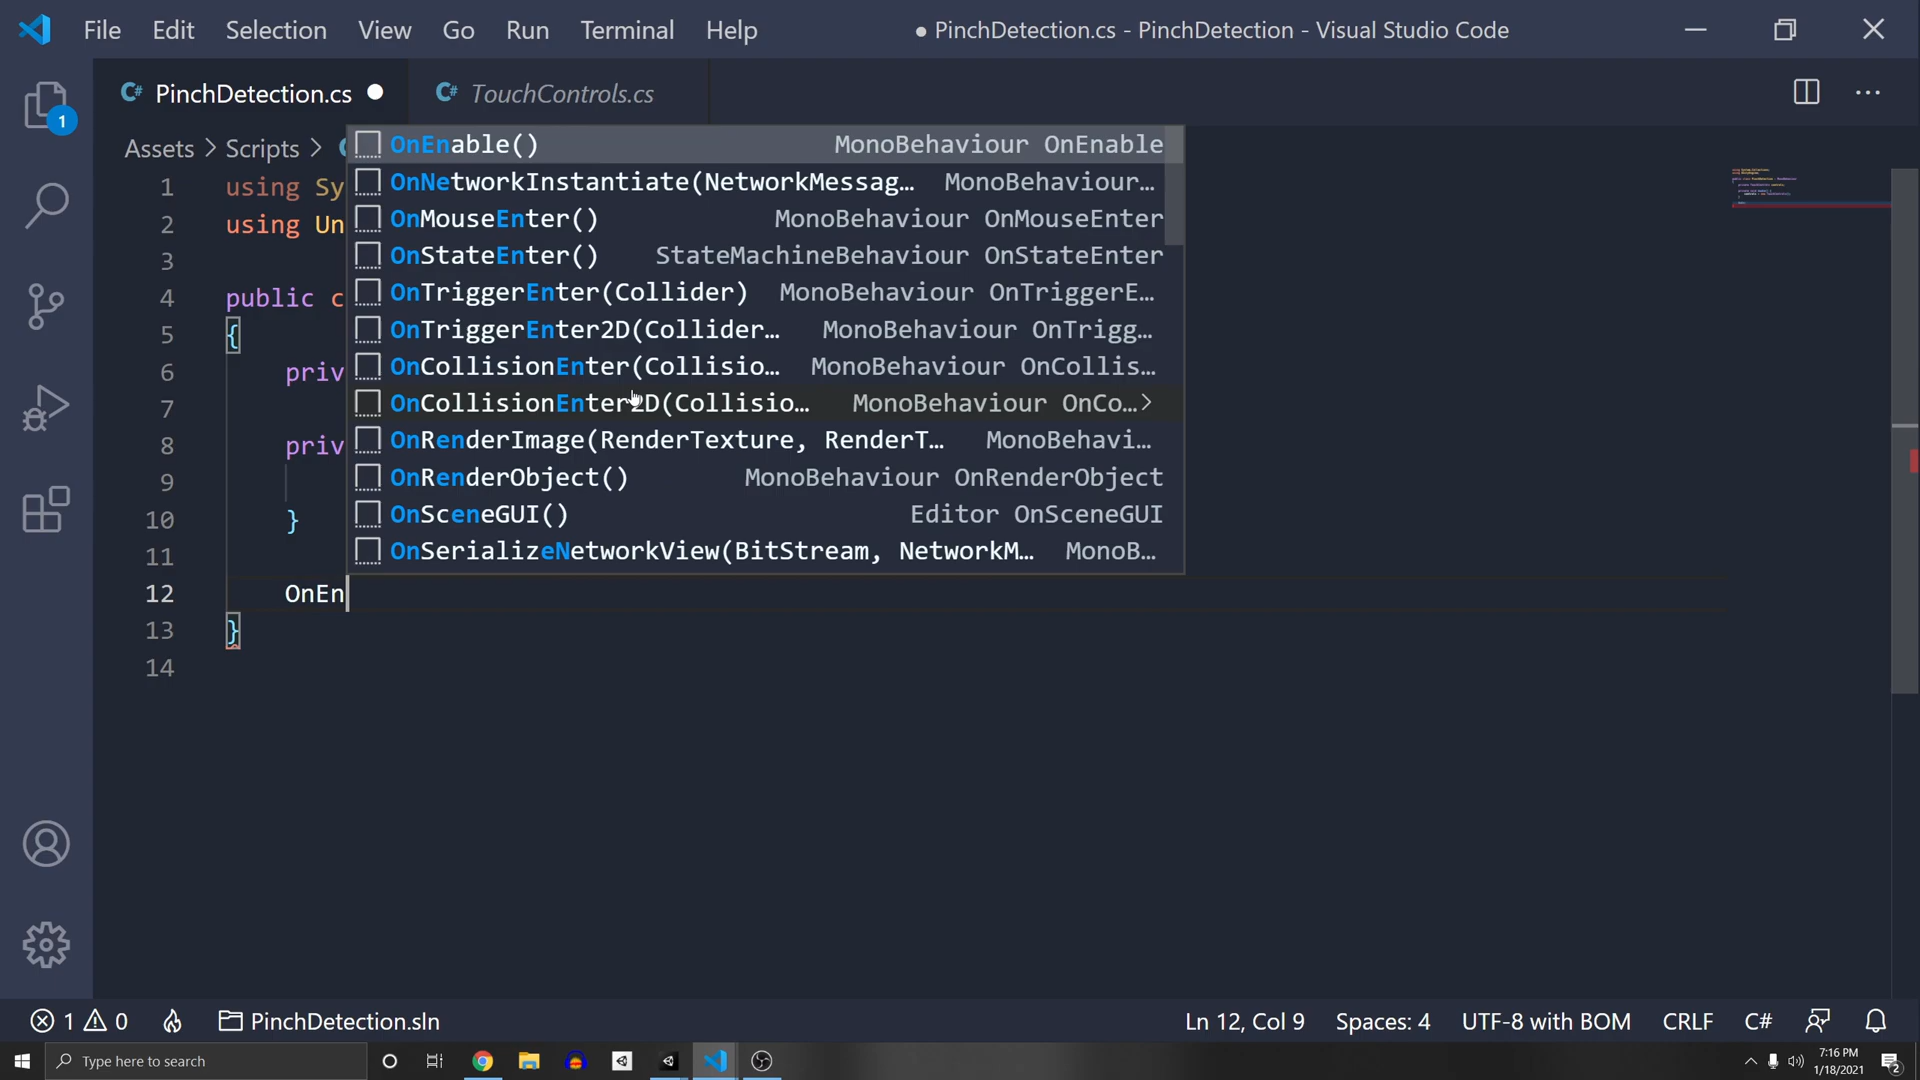 File Edit Selection View Go Run Terminal Help
● PinchDetection.cs - PinchDetection - Visual Studio Code
C# PinchDetection.cs ●
C# TouchControls.cs
Assets > Scripts >
1
1 using Sy
2 using Un
3
4 public c
5 {
6 priv
7
8 priv
9
10 }
11
12 OnEn
13 }
14
OnEnable() MonoBehaviour OnEnable
OnNetworkInstantiate(NetworkMessag… MonoBehaviour…
OnMouseEnter() MonoBehaviour OnMouseEnter
OnStateEnter() StateMachineBehaviour OnStateEnter
OnTriggerEnter(Collider) MonoBehaviour OnTriggerE…
OnTriggerEnter2D(Collider… MonoBehaviour OnTrigg…
OnCollisionEnter(Collisio… MonoBehaviour OnCollis…
OnCollisionEnter2D(Collisio… MonoBehaviour OnCo…>
OnRenderImage(RenderTexture, RenderT… MonoBehavi…
OnRenderObject() MonoBehaviour OnRenderObject
OnSceneGUI() Editor OnSceneGUI
OnSerializeNetworkView(BitStream, NetworkM… MonoB…
1 0 PinchDetection.sln Ln 12, Col 9 Spaces: 4 UTF-8 with BOM CRLF C#
Type here to search
7:16 PM
1/18/2021
2